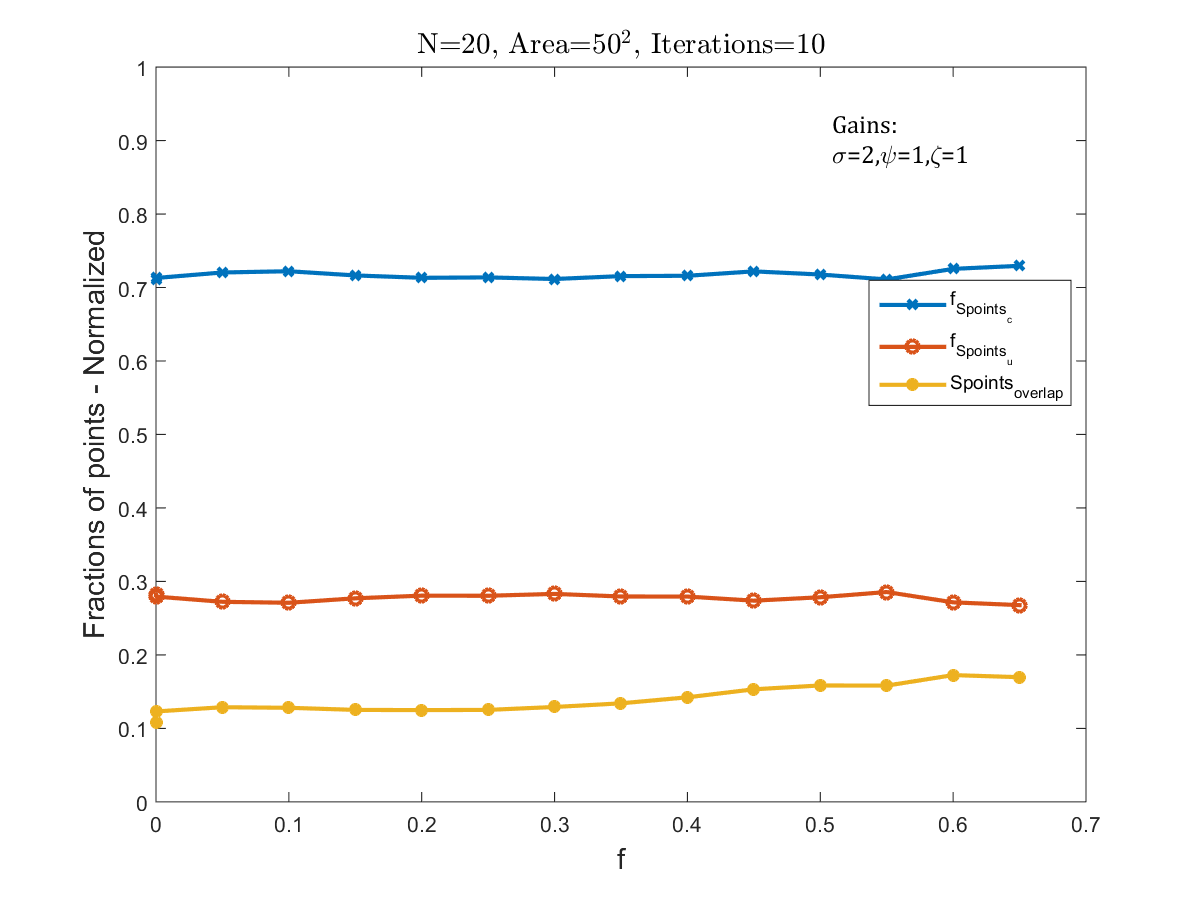 N=20, Area=50², Iterations=10
Gains:
σ=2,ψ=1,ζ=1
1
0.9
0.8
0.7
0.6
0.5
0.4
0.3
0.2
0.1
0
Fractions of points - Normalized
f_Spoints_c
f_Spoints_u
Spoints_overlap
0 0.1 0.2 0.3 0.4 0.5 0.6 0.7
f